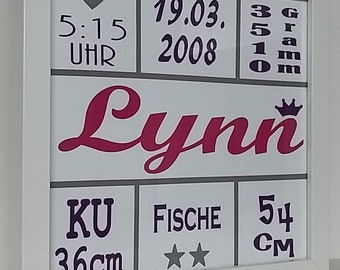 5:15
UHR
19.03.
2008
3510
Gramm
Lynn
KU
36cm
FISCHE
54
CM